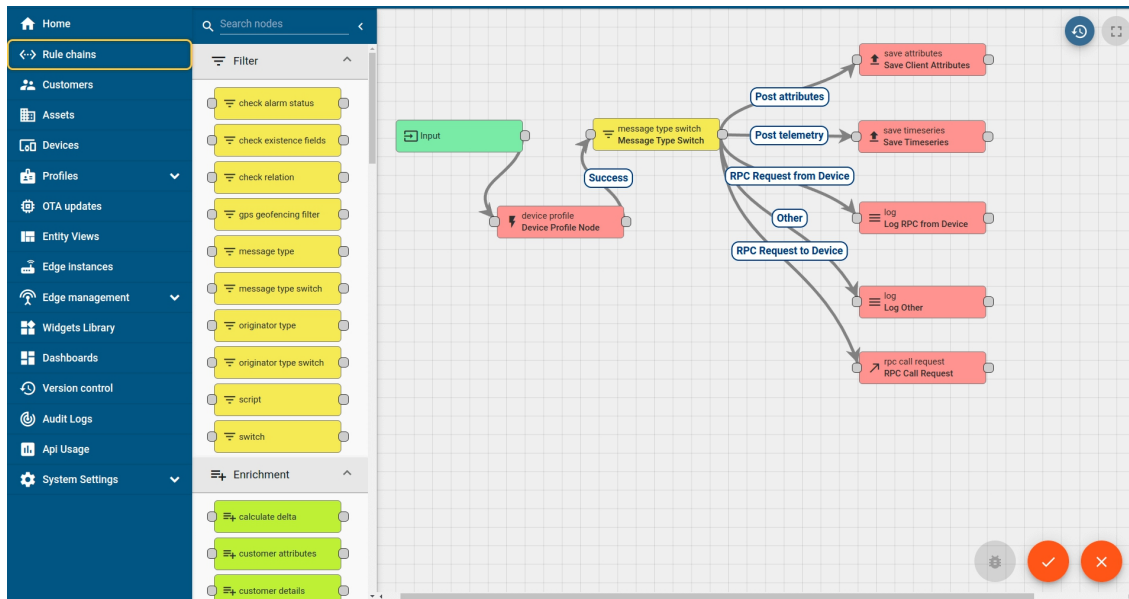 Home
Rule chains
Customers
Assets
Devices
Profiles
OTA updates
Entity Views
Edge instances
Edge management
Widgets Library
Dashboards
Version control
Audit Logs
Api Usage
System Settings
Search nodes
Filter
check alarm status
check existence fields
check relation
gps geofencing filter
message type
message type switch
originator type
originator type switch
script
switch
Enrichment
calculate delta
customer attributes
customer details
Input
device profile
Device Profile Node
Success
message type switch
Message Type Switch
Post attributes
Post telemetry
RPC Request from Device
Other
RPC Request to Device
save attributes
Save Client Attributes
save timeseries
Save Timeseries
log
Log RPC from Device
log
Log Other
rpc call request
RPC Call Request